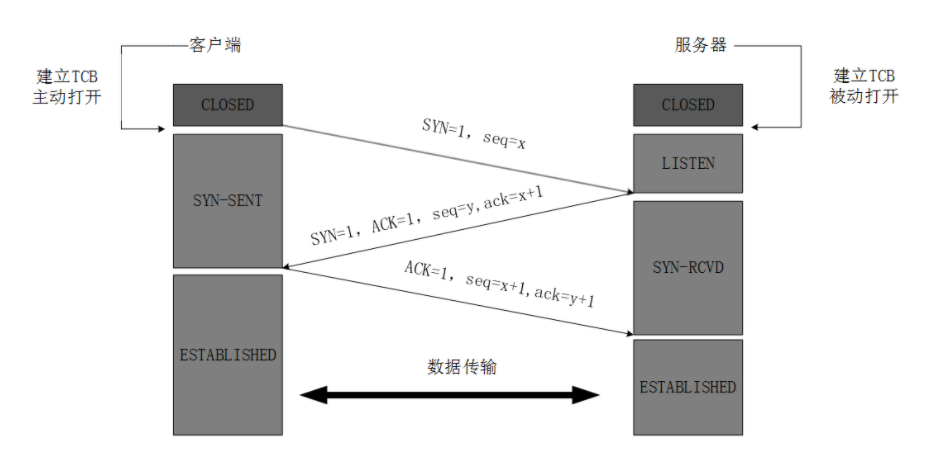 客户端
服务器
建立TCB
主动打开
建立TCB
被动打开
CLOSED
CLOSED
SYN=1, seq=x
LISTEN
SYN-SENT
SYN=1, ACK=1, seq=y,ack=x+1
SYN-RCVD
ACK=1, seq=x+1,ack=y+1
ESTABLISHED
数据传输
ESTABLISHED